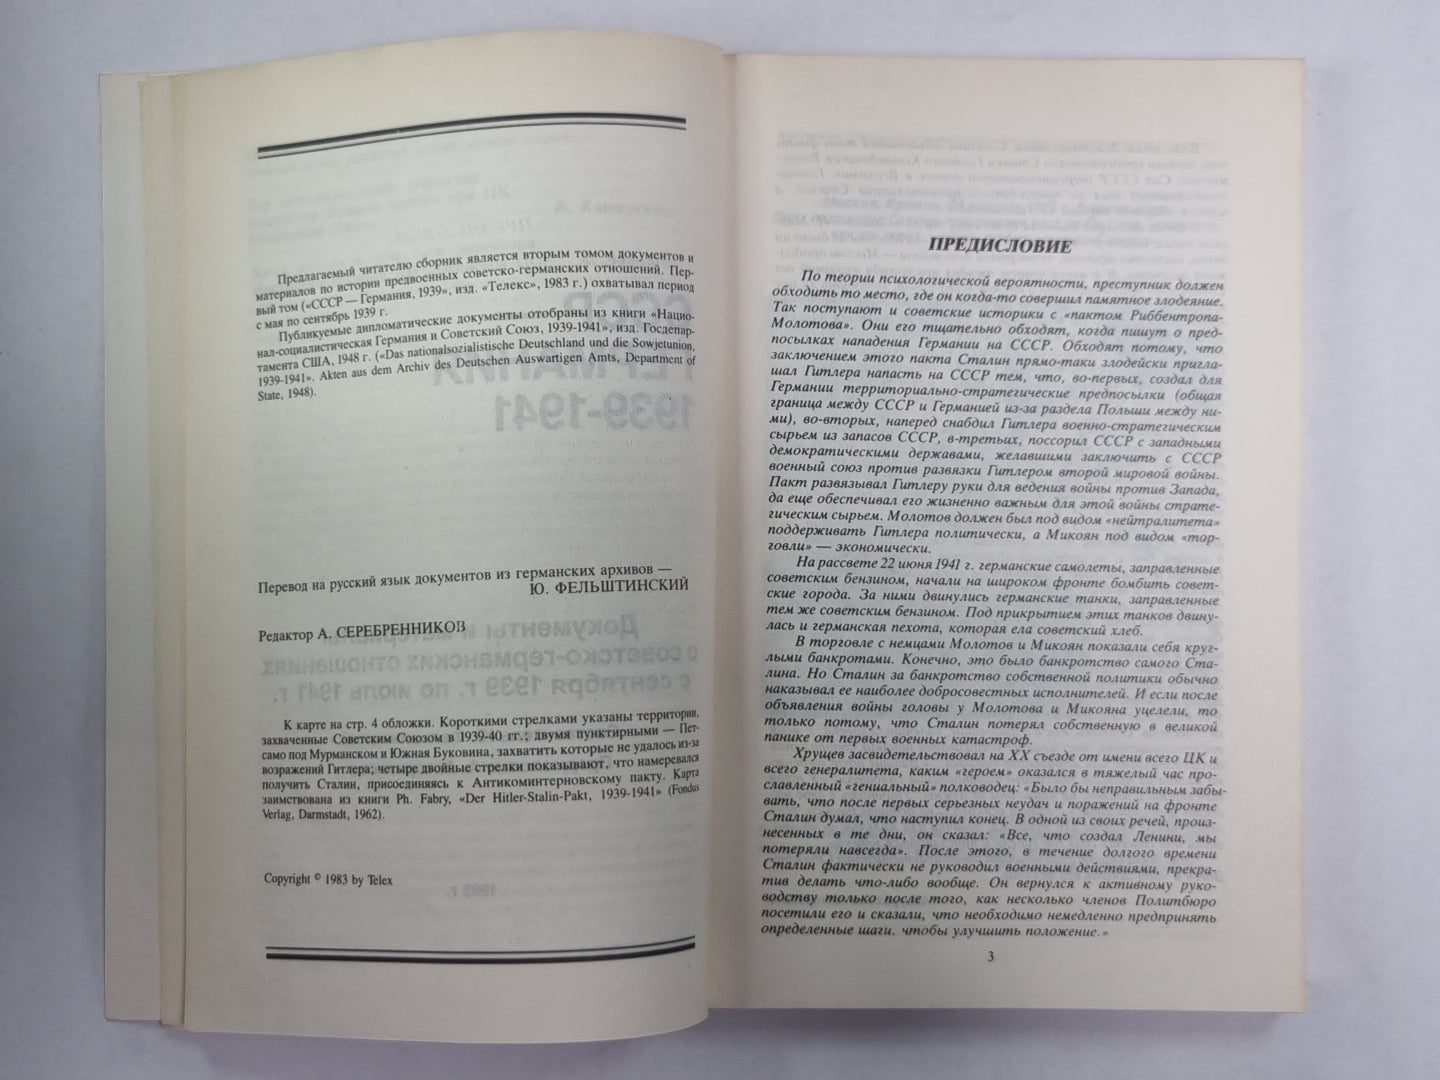 Предлагаемый читателю сборник является вторым томом документов и
материалов по истории предвоенных советско-германских отношений. Пер-
вый том («СССР — Германия, 1939», изд. «Телекс», 1983 г.) охватывал период
с мая по сентябрь 1939 г.
Публикуемые дипломатические документы отобраны из книги «Нацио-
нал-социалистическая Германия и Советский Союз, 1939-1941», изд. Госдепар-
тамента США, 1948 г. («Das nationalsozialistische Deutschland und die Sowjetunion,
1939-1941». Akten aus dem Archiv des Deutschen Auswartigen Amts, Department of
State, 1948).
Перевод на русский язык документов из германских архивов —
Ю. ФЕЛЬШТИНСКИЙ
Редактор А. СЕРЕБРЕННИКОВ
К карте на стр. 4 обложки. Короткими стрелками указаны территории,
захваченные Советским Союзом в 1939-40 гг.; двумя пунктирными — Пет-
само под Мурманском и Южная Буковина, захватить которые не удалось из-за
возражений Гитлера; четыре двойные стрелки показывают, что намеревался
получить Сталин, присоединяясь к Антикоминтерновскому пакту. Карта
заимствована из книги Ph. Fabry, «Der Hitler-Stalin-Pakt, 1939-1941» (Fondus
Verlag, Darmstadt, 1962).
Copyright © 1983 by Telex
ПРЕДИСЛОВИЕ
По теории психологической вероятности, преступник должен
обходить то место, где он когда-то совершил памятное злодеяние.
Так поступают и советские историки с «пактом Риббентропа-
Молотова». Они его тщательно обходят, когда пишут о пред-
посылках нападения Германии на СССР. Обходят потому, что
заключением этого пакта Сталин прямо-таки злодейски пригла-
шал Гитлера напасть на СССР тем, что, во-первых, создал для
Германии территориально-стратегические предпосылки (общая
граница между СССР и Германией из-за раздела Польши между ни-
ми), во-вторых, наперед снабдил Гитлера военно-стратегическим
сырьем из запасов СССР, в-третьих, поссорил СССР с западными
демократическими державами, желавшими заключить с СССР
военный союз против развязки Гитлером второй мировой войны.
Пакт развязывал Гитлеру руки для ведения войны против Запада,
да еще обеспечивал его жизненно важным для этой войны страте-
гическим сырьем. Молотов должен был под видом «нейтралитета»
поддерживать Гитлера политически, а Микоян под видом «тор-
говли» — экономически.
На рассвете 22 июня 1941 г. германские самолеты, заправленные
советским бензином, начали на широком фронте бомбить совет-
ские города. За ними двинулись германские танки, заправленные
тем же советским бензином. Под прикрытием этих танков двину-
лась и германская пехота, которая ела советский хлеб.
В торговле с немцами Молотов и Микоян показали себя круг-
лыми банкротами. Конечно, это было банкротство самого Ста-
лина. Но Сталин за банкротство собственной политики обычно
наказывал ее наиболее добросовестных исполнителей. И если после
объявления войны головы у Молотова и Микояна уцелели, то
только потому, что Сталин потерял собственную в великой
панике от первых военных катастроф.
Хрущев засвидетельствовал на XX съезде от имени всего ЦК и
всего генералитета, каким «героем» оказался в тяжелый час про-
славленный «гениальный» полководец: «Было бы неправильным забы-
вать, что после первых серьезных неудач и поражений на фронте
Сталин думал, что наступил конец. В одной из своих речей, произ-
несенных в те дни, он сказал: «Все, что создал Ленини, мы
потеряли навсегда». После этого, в течение долгого времени
Сталин фактически не руководил военными действиями, прекра-
тив делать что-либо вообще. Он вернулся к активному руко-
водству только после того, как несколько членов Политбюро
посетили его и сказали, что необходимо немедленно предпринять
определенные шаги, чтобы улучшить положение.»
3